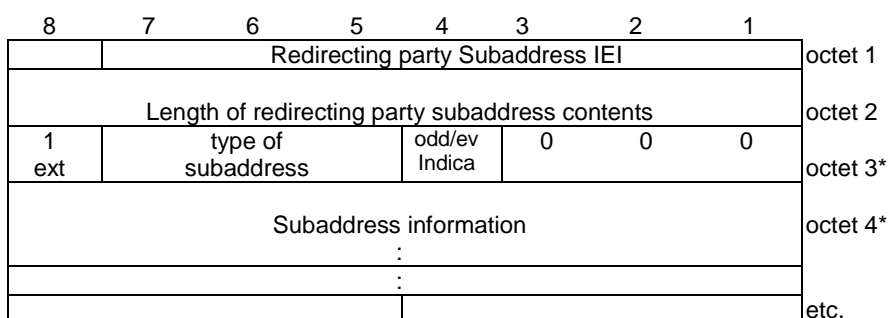 8 7 6 5 4 3 2 1
Redirecting party Subaddress IEI octet 1
Length of redirecting party subaddress contents octet 2
1 type of odd/ev 0 0 0
ext subaddress Indica octet 3*
Subaddress information octet 4*
:
:
etc.